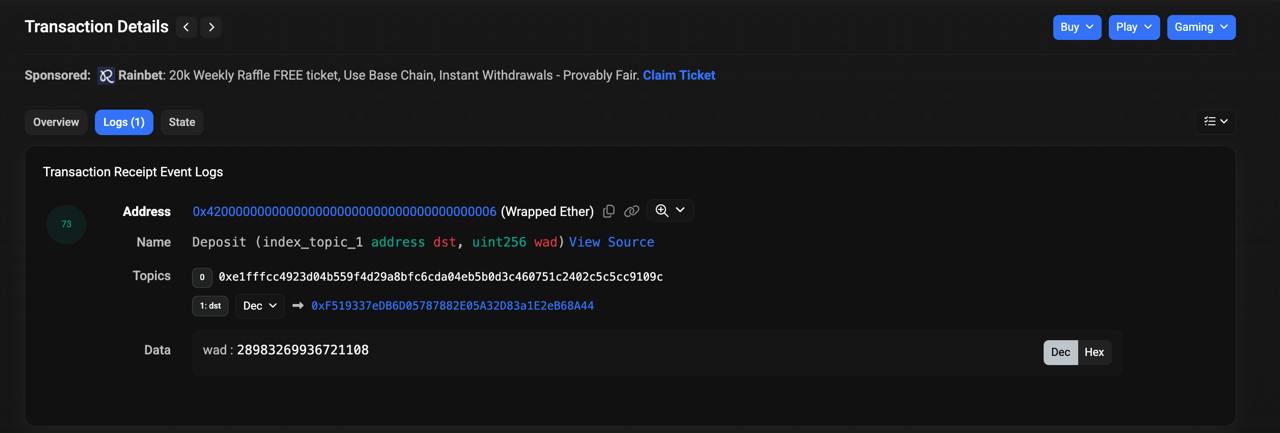 Transaction Details
Buy Play Gaming
Sponsored: Rainbet: 20k Weekly Raffle FREE ticket, Use Base Chain, Instant Withdrawals - Provably Fair. Claim Ticket
Overview Logs (1) State
Transaction Receipt Event Logs
73
Address 0x4200000000000000000000000000000000000006 (Wrapped Ether)
Name Deposit (index_topic_1 address dst, uint256 wad) View Source
Topics 0 0xe1fffcc4923d04b559f4d29a8bfc6cda04eb5b0d3c460751c2402c5c5cc9109c
1: dst Dec ➡ 0xF519337eDB6D05787882E05A32D83a1E2eB68A44
Data wad : 28983269936721108
Dec Hex